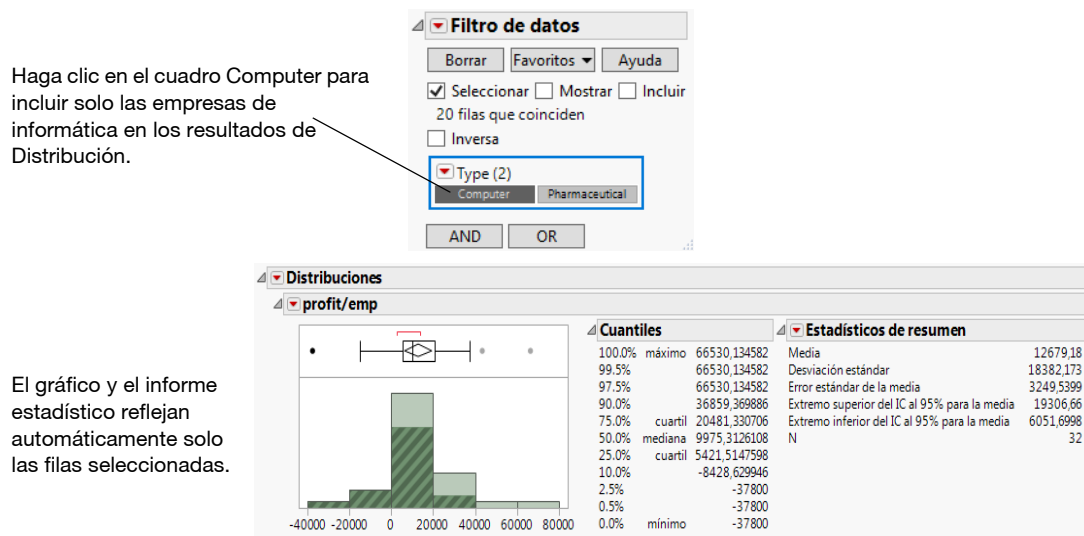 Filtro de datos
Borrar Favoritos Ayuda
Seleccionar Mostrar Incluir
20 filas que coinciden
Inversa
Type (2)
Computer Pharmaceutical
AND OR
Haga clic en el cuadro Computer para
incluir solo las empresas de
informática en los resultados de
Distribución.
Distribuciones
profit/emp
-40000 -20000 0 20000 40000 60000 80000
Cuantiles
100.0% máximo 66530,134582
99.5% 66530,134582
97.5% 66530,134582
90.0% 36859,369886
75.0% cuartil 20481,330706
50.0% mediana 9975,3126108
25.0% cuartil 5421,5147598
10.0% -8428,629946
2.5% -37800
0.5% -37800
0.0% mínimo -37800
Estadísticos de resumen
Media 12679,18
Desviación estándar 18382,173
Error estándar de la media 3249,5399
Extremo superior del IC al 95% para la media 19306,66
Extremo inferior del IC al 95% para la media 6051,6998
N 32
El gráfico y el informe
estadístico reflejan
automáticamente solo
las filas seleccionadas.